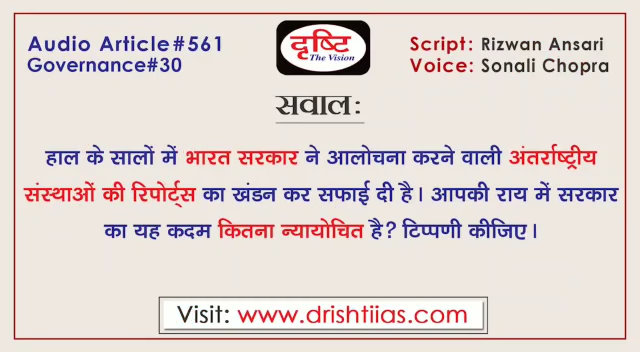 Audio Article#561
Governance#30
दृष्टि
The Vision
Script: Rizwan Ansari
Voice: Sonali Chopra
सवालः
हाल के सालों में भारत सरकार ने आलोचना करने वाली अंतर्राष्ट्रीय
संस्थाओं की रिपोर्ट्स का खंडन कर सफाई दी है। आपकी राय में सरकार
का यह कदम कितना न्यायोचित है? टिप्पणी कीजिए।
Visit: www.drishtiias.com